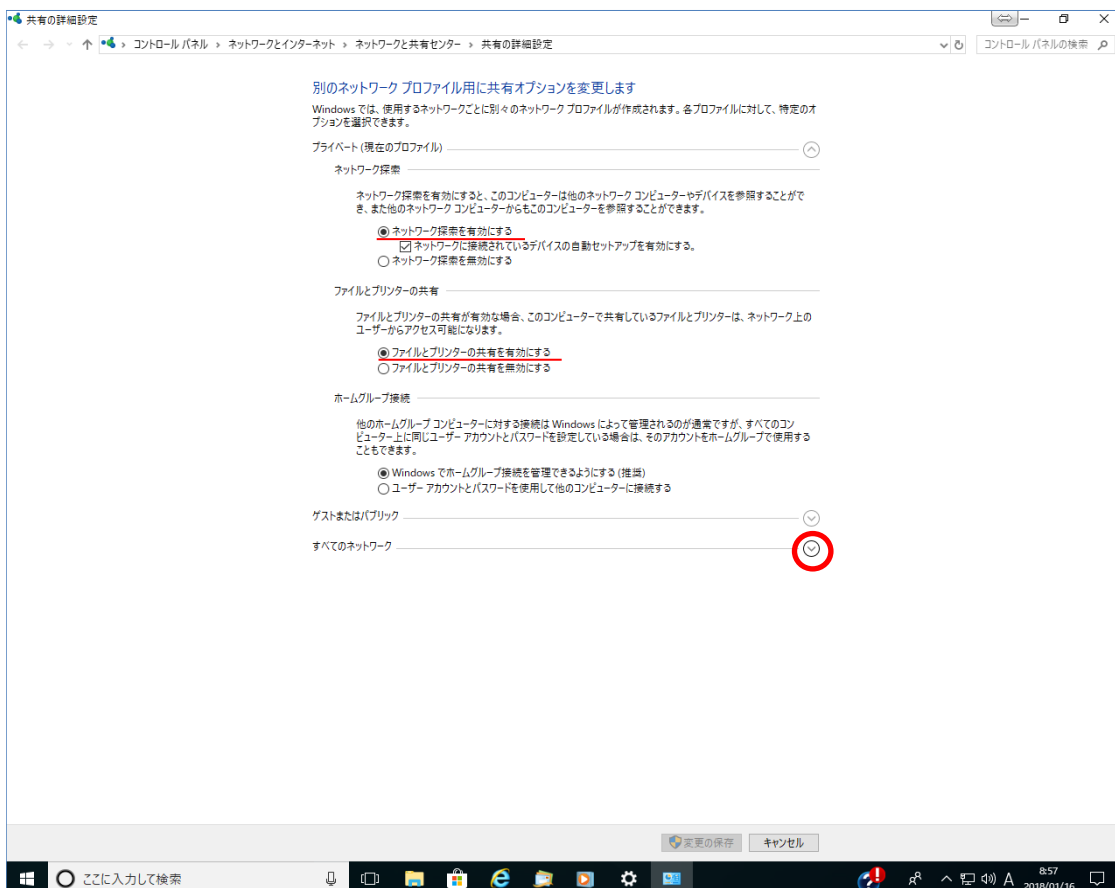 共有の詳細設定
コントロール パネル › ネットワークとインターネット › ネットワークと共有センター › 共有の詳細設定
コントロール パネルの検索
別のネットワーク プロファイル用に共有オプションを変更します
Windows では、使用するネットワークごとに別々のネットワーク プロファイルが作成されます。各プロファイルに対して、特定のオ
プションを選択できます。
プライベート (現在のプロファイル)
ネットワーク探索
ネットワーク探索を有効にすると、このコンピューターは他のネットワーク コンピューターやデバイスを参照することがで
き、また他のネットワーク コンピューターからもこのコンピューターを参照することができます。
ネットワーク探索を有効にする
ネットワークに接続されているデバイスの自動セットアップを有効にする。
ネットワーク探索を無効にする
ファイルとプリンターの共有
ファイルとプリンターの共有が有効な場合、このコンピューターで共有しているファイルとプリンターは、ネットワーク上の
ユーザーからアクセス可能になります。
ファイルとプリンターの共有を有効にする
ファイルとプリンターの共有を無効にする
ホームグループ接続
他のホームグループ コンピューターに対する接続は Windows によって管理されるのが通常ですが、すべてのコン
ピューター上に同じユーザー アカウントとパスワードを設定している場合は、そのアカウントをホームグループで使用する
こともできます。
Windows でホームグループ接続を管理できるようにする (推奨)
ユーザー アカウントとパスワードを使用して他のコンピューターに接続する
ゲストまたはパブリック
すべてのネットワーク
変更の保存
キャンセル
ここに入力して検索
A
8:57
2018/01/16